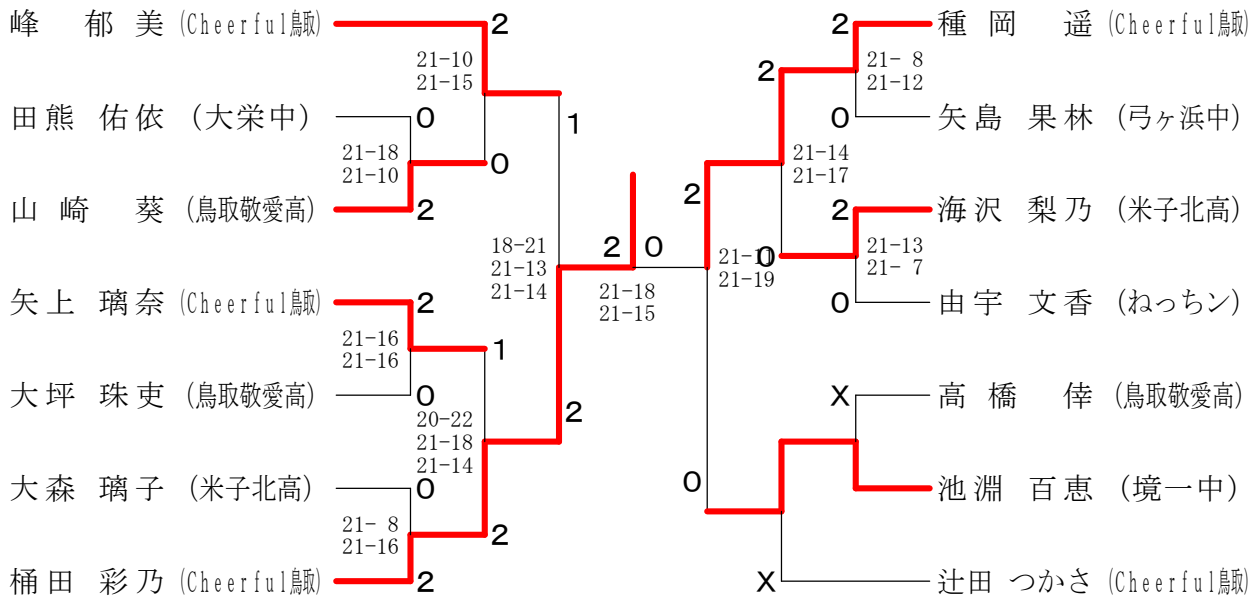 峰 郁 美 (Cheerful鳥取)
2
21-10
21-15
田熊 佑依 (大栄中)
0
21-18
21-10
0
山 崎 葵 (鳥取敬愛高)
2
1
18-21
21-13
21-14
矢上 璃奈 (Cheerful鳥取)
2
21-16
21-16
1
大坪 珠吏 (鳥取敬愛高)
0
20-22
21-18
21-14
2
大森 璃子 (米子北高)
0
21- 8
21-16
2
桶田 彩乃 (Cheerful鳥取)
2
2
0
21-18
21-15
種 岡 遥 (Cheerful鳥取)
2
21- 8
21-12
2
矢島 果林 (弓ヶ浜中)
0
21-14
21-17
2
海沢 梨乃 (米子北高)
2
21-13
21- 7
0
21-11
21-19
由宇 文香 (ねっちン)
0
高 橋 倖 (鳥取敬愛高)
X
池淵 百恵 (境一中)
0
辻田 つかさ (Cheerful鳥取)
X